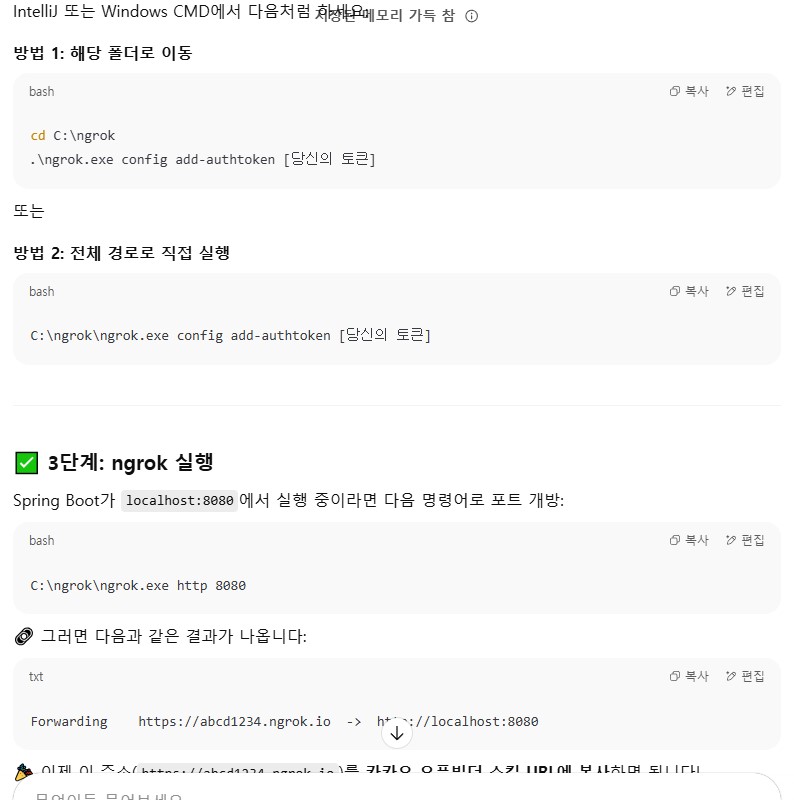 IntelliJ 또는 Windows CMD에서 다음처럼 하세요:
저장된 메모리 가득 참
방법 1: 해당 폴더로 이동
bash
복사
편집
cd C:\ngrok
.\ngrok.exe config add-authtoken [당신의 토큰]
또는
방법 2: 전체 경로로 직접 실행
bash
복사
편집
C:\ngrok\ngrok.exe config add-authtoken [당신의 토큰]
✅ 3단계: ngrok 실행
Spring Boot가 localhost:8080 에서 실행 중이라면 다음 명령어로 포트 개방:
bash
복사
편집
C:\ngrok\ngrok.exe http 8080
그러면 다음과 같은 결과가 나옵니다:
txt
복사
편집
Forwarding https://abcd1234.ngrok.io -> http://localhost:8080
이제 이 주소(https://abcd1234.ngrok.io)를 카카오 오픈빌더 스킬 URL에 복사하면 됩니다!
무엇이든 물어보세요